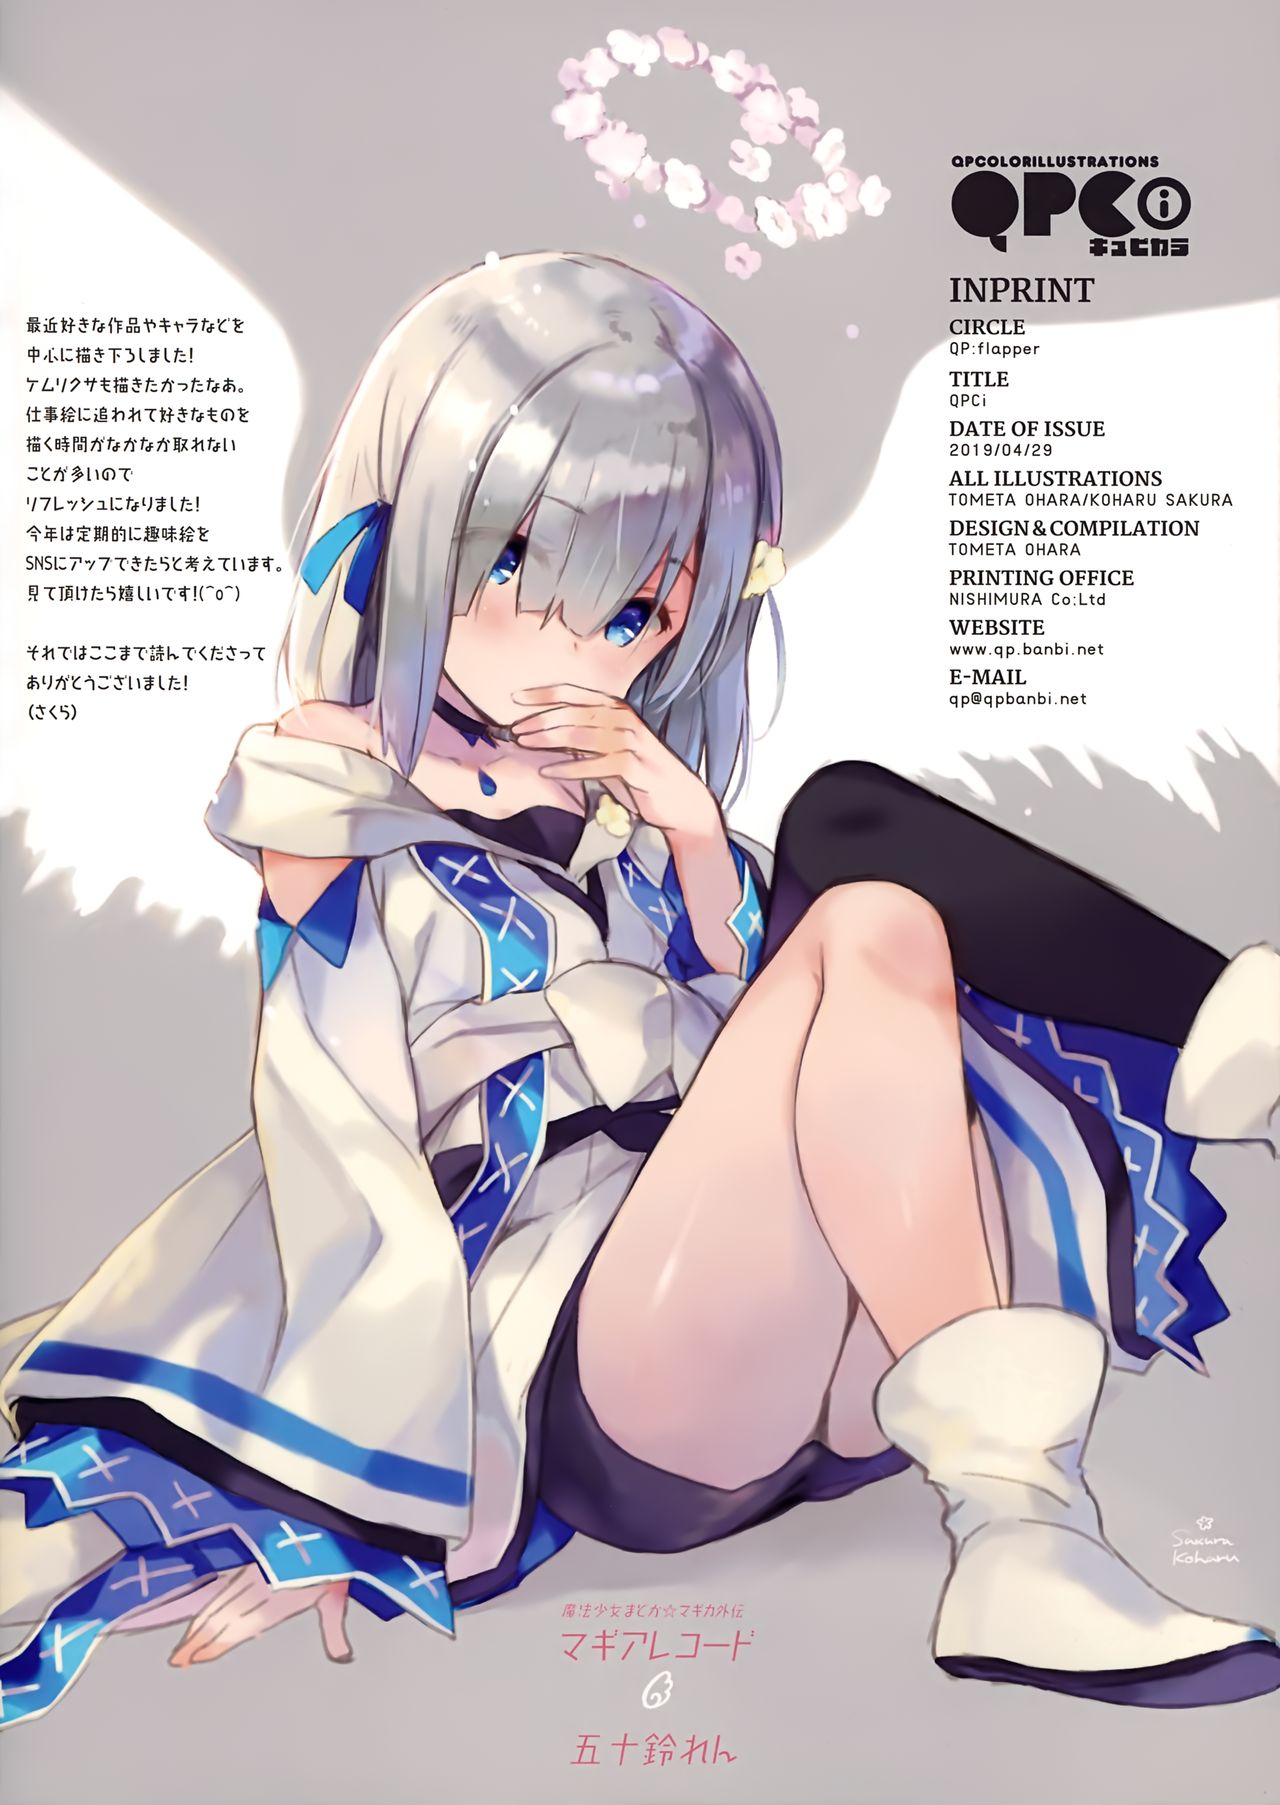 最近好きな作品やキャラなどを
中心に描き下ろしました!
ケムリクサも描きたかったなあ。
仕事絵に追われて好きなものを
描く時間がなかなか取れない
ことが多いので
リフレッシュになりました!
今年は定期的に趣味絵を
SNSにアップできたらと考えています。
見て頂けたら嬉しいです!(^o^)
それではここまで読んでくださって
ありがとうございました!
(さくら)
QPCOLORILLUSTRATIONS
QPCi
キュピカラ
INPRINT
CIRCLE
QP:flapper
TITLE
QPCi
DATE OF ISSUE
2019/04/29
ALL ILLUSTRATIONS
TOMETA OHARA/KOHARU SAKURA
DESIGN&COMPILATION
TOMETA OHARA
PRINTING OFFICE
NISHIMURA Co:Ltd
WEBSITE
www.qp.banbi.net
E-MAIL
qp@qpbanbi.net
Sakura
Koharu
魔法少女まどか☆マギカ外伝
マギアレコード
五十鈴れん